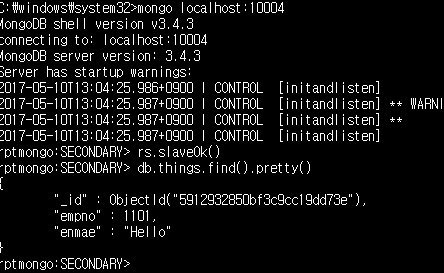 C:₩windows₩system32>mongo localhost:10004
MongoDB shell version v3.4.3
connecting to: localhost:10004
MongoDB server version: 3.4.3
Server has startup warnings:
2017-05-10T13:04:25.986+0900 I CONTROL  [initandlisten]
2017-05-10T13:04:25.987+0900 I CONTROL  [initandlisten] ** WARNI
2017-05-10T13:04:25.987+0900 I CONTROL  [initandlisten] **
2017-05-10T13:04:25.987+0900 I CONTROL  [initandlisten]
rptmongo:SECONDARY> rs.slaveOk()
rptmongo:SECONDARY> db.things.find().pretty()
{
        "_id" : ObjectId("5912932850bf3c9cc19dd73e"),
        "empno" : 1101,
        "enmae" : "Hello"
}
rptmongo:SECONDARY>